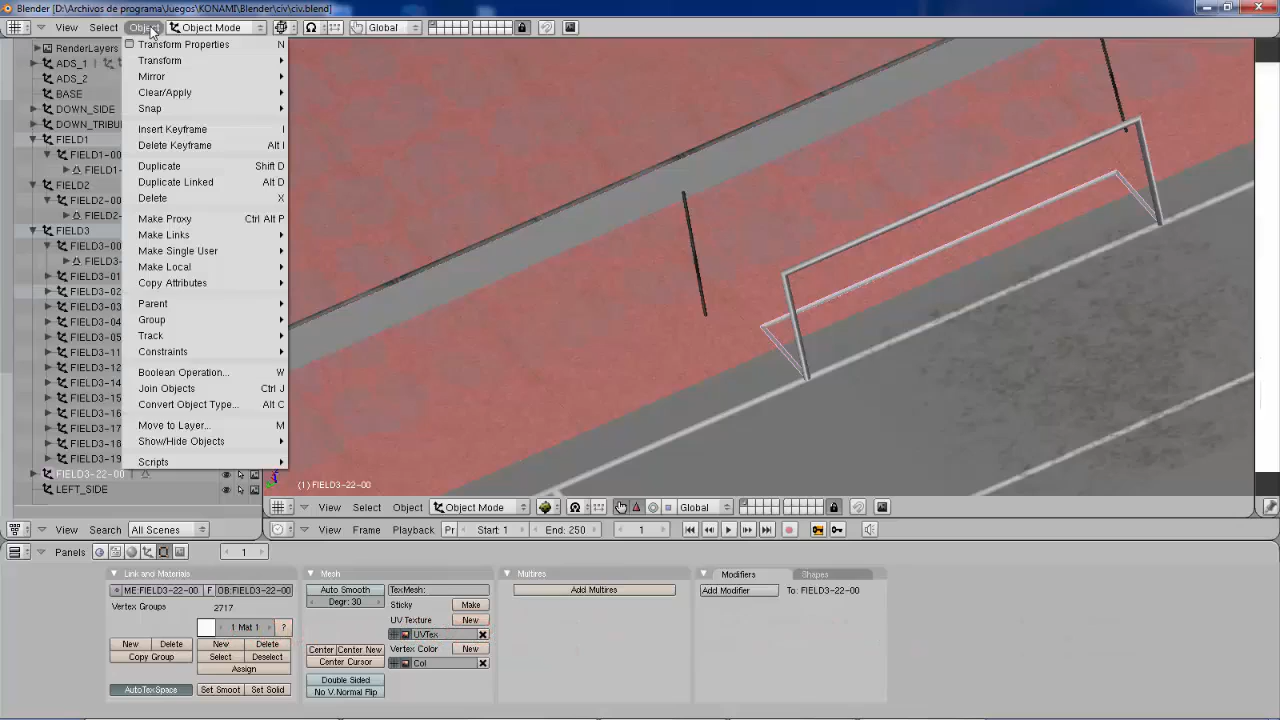 Blender [D:\Archivos de programa\Juegos\KONAMI\Blender\civ\civ.blend]
View Select Object Object Mode Global
RenderLayers
ADS_1
ADS_2
BASE
DOWN_SIDE
DOWN_TRIBU
FIELD1
FIELD1-00
FIELD1-
FIELD2
FIELD2-00
FIELD2-
FIELD3
FIELD3-00
FIELD3-
FIELD3-01
FIELD3-02
FIELD3-03
FIELD3-04
FIELD3-05
FIELD3-11
FIELD3-12
FIELD3-14
FIELD3-15
FIELD3-16
FIELD3-17
FIELD3-18
FIELD3-19
FIELD3-22-00
LEFT_SIDE
Transform Properties N
Transform
Mirror
Clear/Apply
Snap
Insert Keyframe I
Delete Keyframe Alt I
Duplicate Shift D
Duplicate Linked Alt D
Delete X
Make Proxy Ctrl Alt P
Make Links
Make Single User
Make Local
Copy Attributes
Parent
Group
Track
Constraints
Boolean Operation... W
Join Objects Ctrl J
Convert Object Type... Alt C
Move to Layer... M
Show/Hide Objects
Scripts
(1) FIELD3-22-00
View Select Object Object Mode Global
View Search All Scenes
View Frame Playback Pr Start: 1 End: 250 1
Panels 1
Link and Materials
ME:FIELD3-22-00 F OB:FIELD3-22-00
Vertex Groups 2717
1 Mat 1 ?
New Delete New Delete
Copy Group Select Deselect
Assign
AutoTexSpace Set Smoot Set Solid
Mesh
Auto Smooth TexMesh:
Degr: 30 Sticky Make
UV Texture New
UVTex
Center Center New Vertex Color New
Center Cursor Col
Double Sided
No V.Normal Flip
Multires
Add Multires
Modifiers Shapes
Add Modifier To: FIELD3-22-00